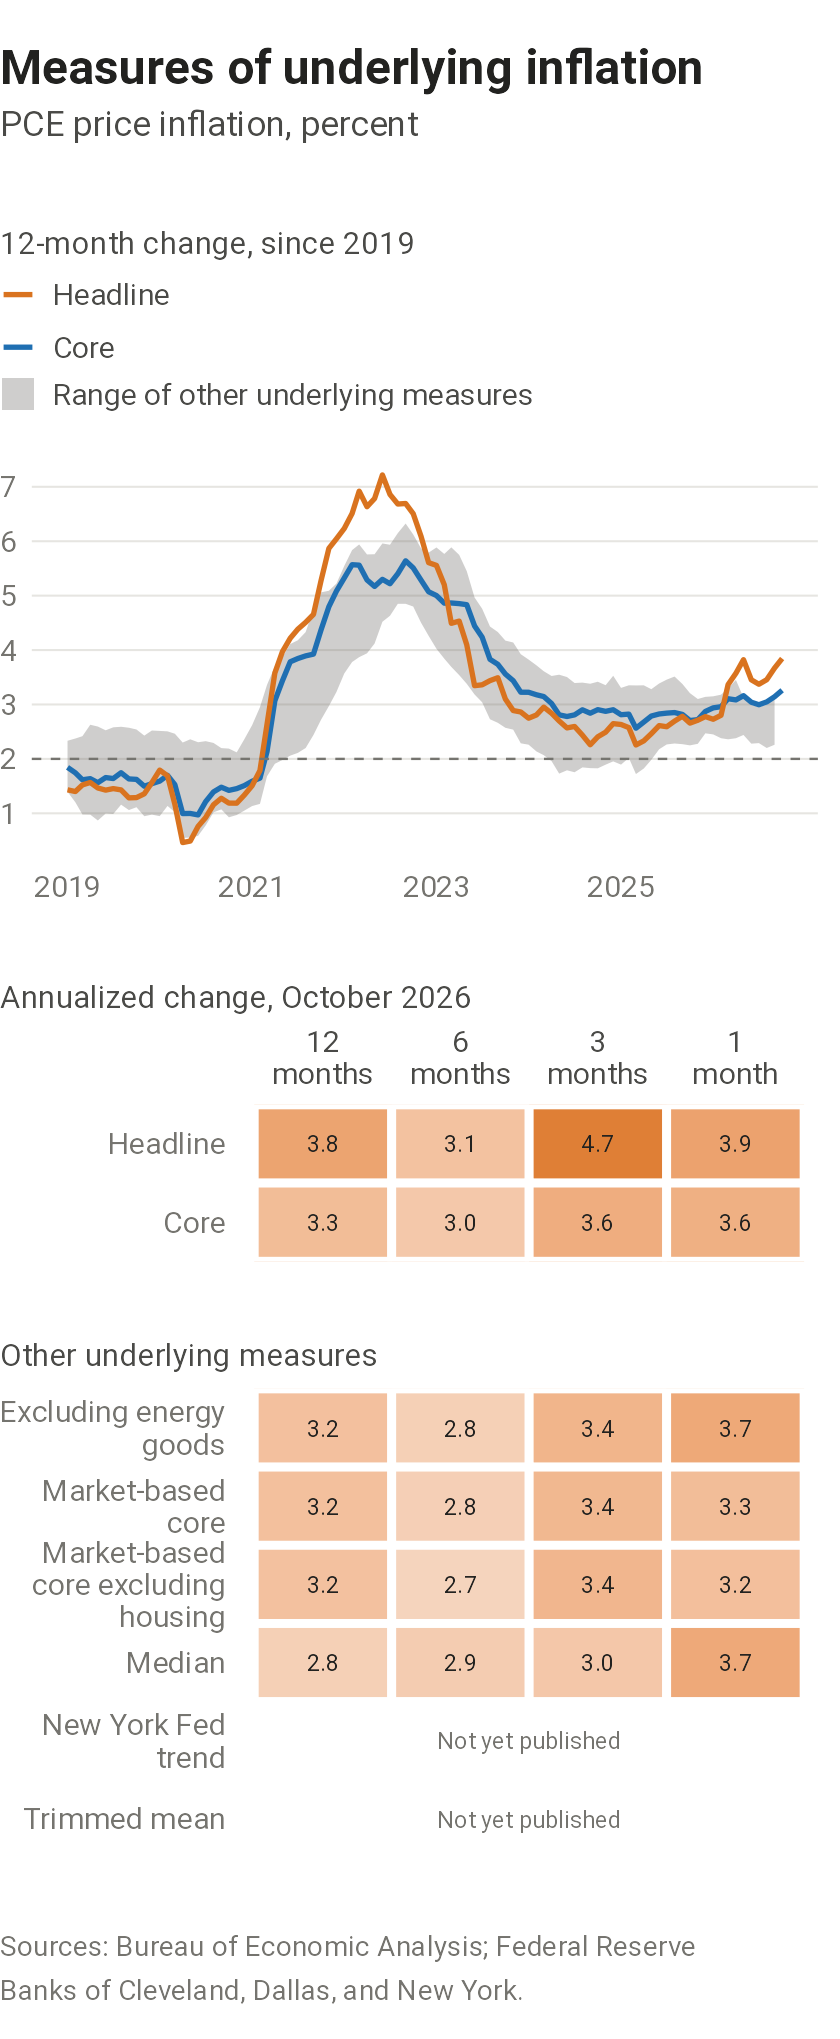 Measures of underlying inflation
PCE price inflation, percent
12-month change, since 2019
Headline
Core
Range of other underlying measures
7
6
5
4
3
2
1
2019 2021 2023 2025
Annualized change, October 2026
12 6 3 1
months months months month
Headline 3.8 3.1 4.7 3.9
Core 3.3 3.0 3.6 3.6
Other underlying measures
Excluding energy
goods 3.2 2.8 3.4 3.7
Market-based
core 3.2 2.8 3.4 3.3
Market-based
core excluding 3.2 2.7 3.4 3.2
housing
Median 2.8 2.9 3.0 3.7
New York Fed
trend Not yet published
Trimmed mean Not yet published
Sources: Bureau of Economic Analysis; Federal Reserve
Banks of Cleveland, Dallas, and New York.